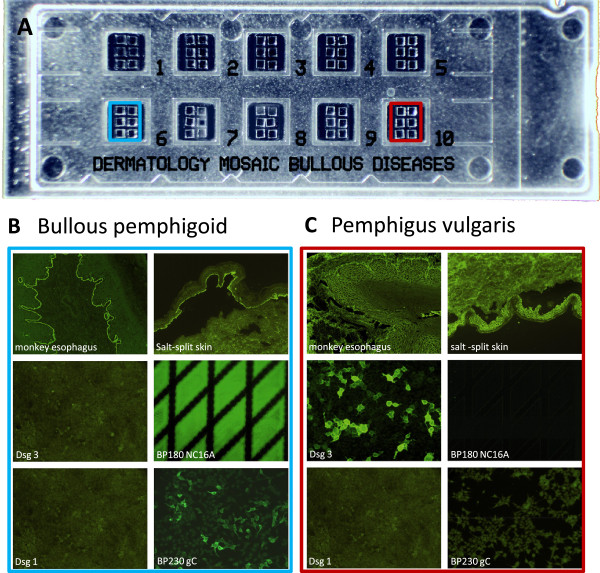 A
1 2 3 4 5
6 7 8 9 10
DERMATOLOGY MOSAIC BULLOUS DISEASES
B Bullous pemphigoid
monkey esophagus
Salt-split skin
Dsg 3
BP180 NC16A
Dsg 1
BP230 gC
C Pemphigus vulgaris
monkey esophagus
salt -split skin
Dsg 3
BP180 NC16A
Dsg 1
BP230 gC